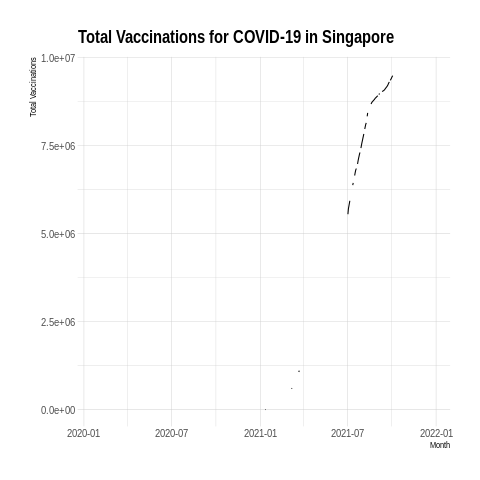 Total Vaccinations for COVID-19 in Singapore
Total Vaccinations
1.0e+07
7.5e+06
5.0e+06
2.5e+06
0.0e+00
2020-01
2020-07
2021-01
2021-07
2022-01
Month